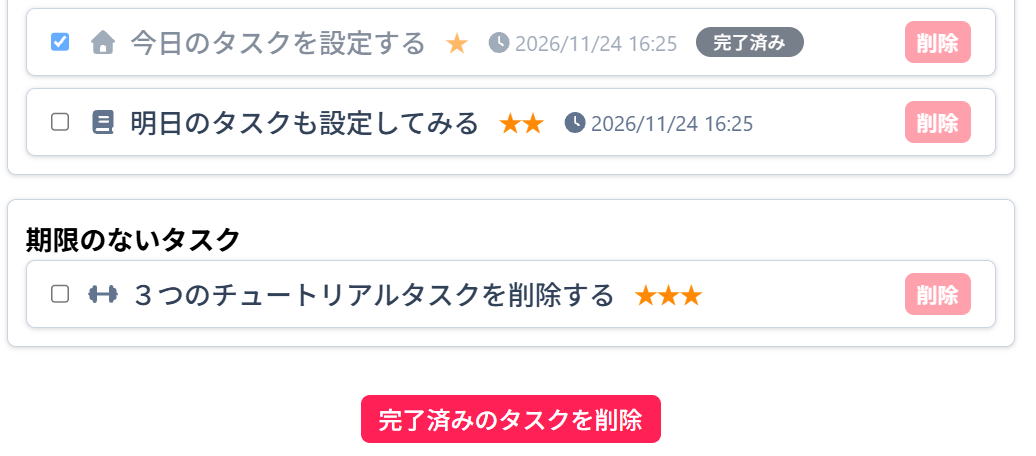 今日のタスクを設定する ★ 2026/11/24 16:25 完了済み 削除
明日のタスクも設定してみる ★★ 2026/11/24 16:25 削除
期限のないタスク
３つのチュートリアルタスクを削除する ★★★ 削除
完了済みのタスクを削除